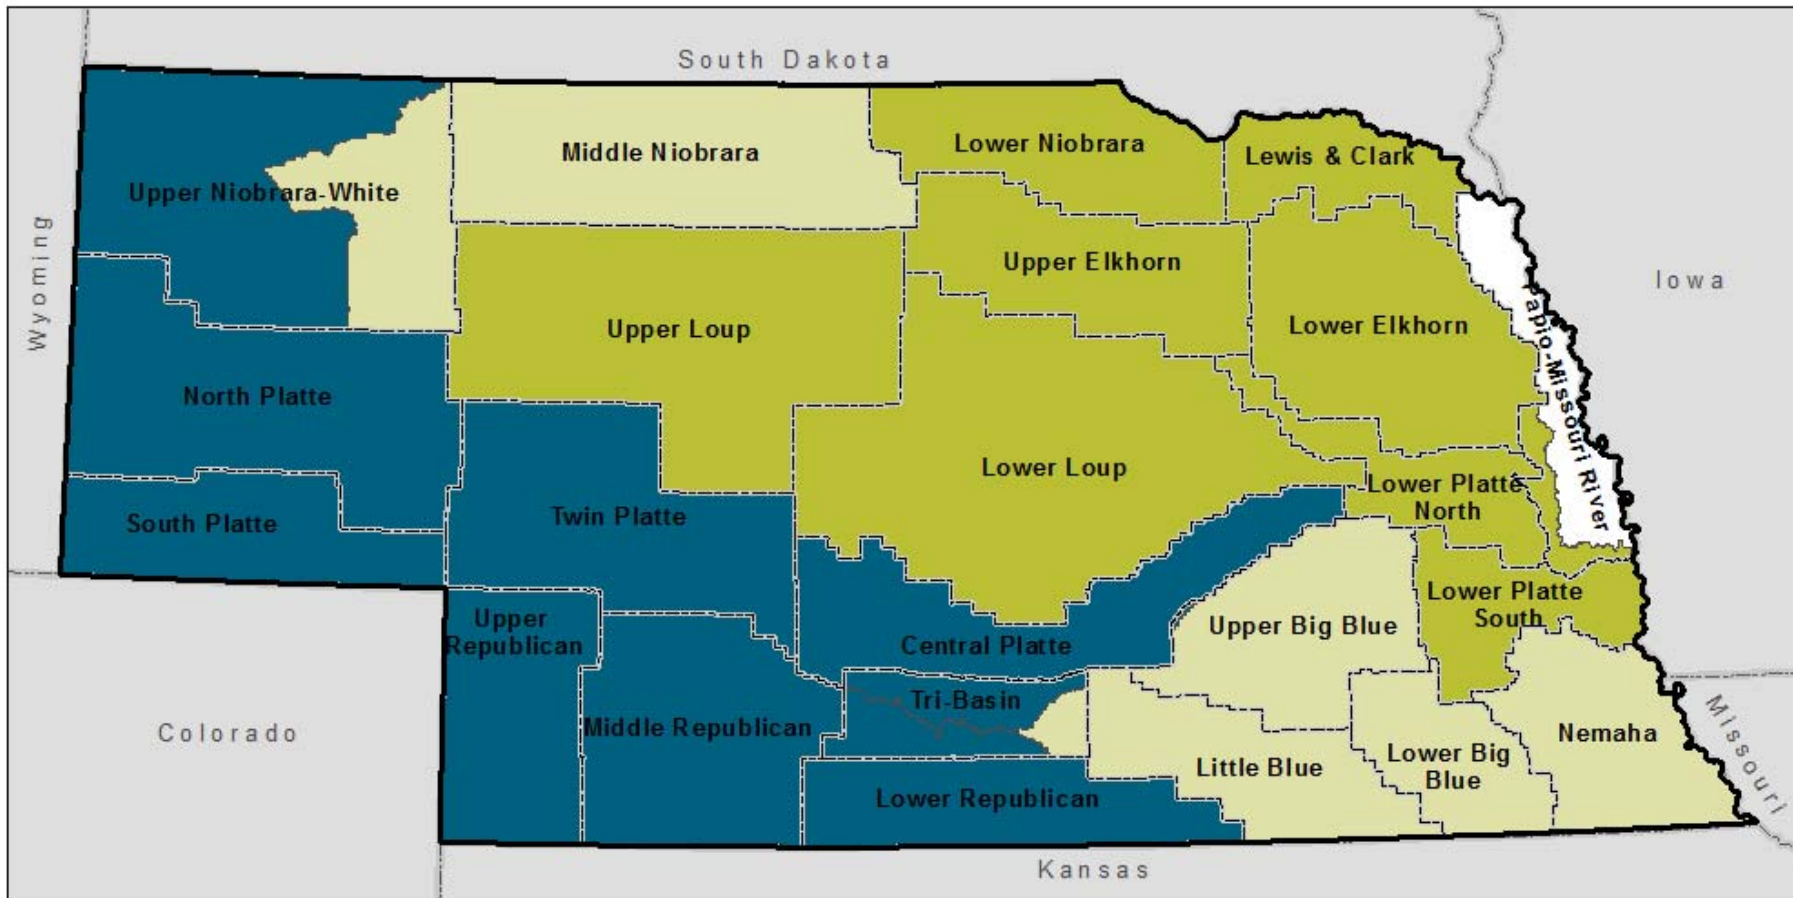 South Dakota
Lower Niobrara
Middle Niobrara
Lewis & Clark
Upper Niobrara-White
Wyoming
Upper Elkhorn
Iowa
Upper Loup
Lower Elkhorn
Papio-Missouri River
North Platte
Lower Loup
Lower Platte
North
South Platte
Twin Platte
Lower Platte
South
Upper
Republican
Upper Big Blue
Central Platte
Tri-Basin
Colorado
Middle Republican
Nemaha
Missouri
Little Blue
Lower Big
Blue
Lower Republican
Kansas